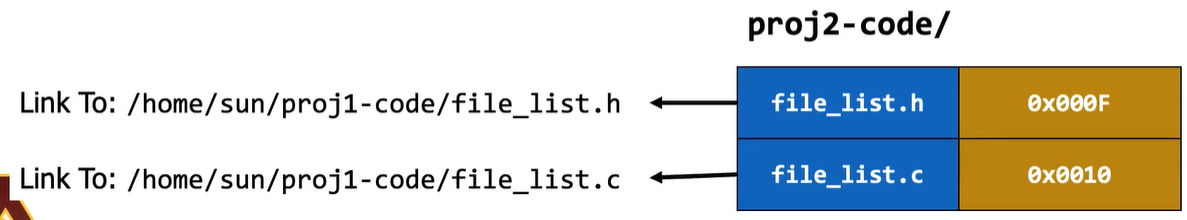 proj2-code/
Link To: /home/sun/proj1-code/file_list.h file_list.h 0x000F
Link To: /home/sun/proj1-code/file_list.c file_list.c 0x0010